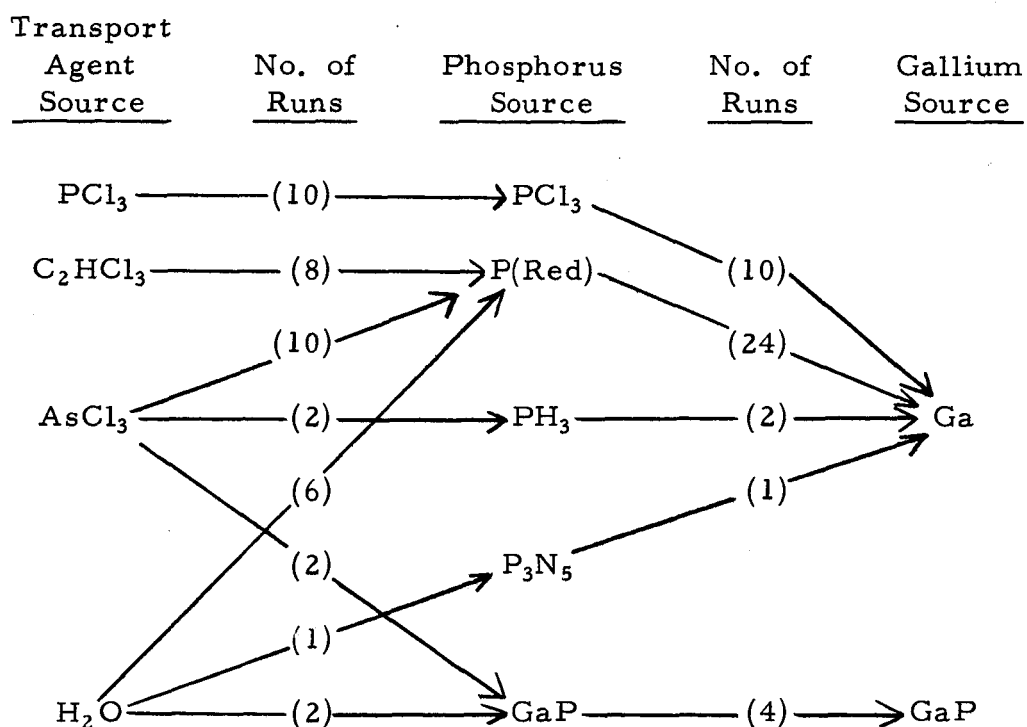 Transport
Agent No. of Phosphorus No. of Gallium
Source Runs Source Runs Source
PCl₃ (10) PCl₃
C₂HCl₃ (8) P(Red) (10)
(10) (24)
AsCl₃ (2) PH₃ (2) Ga
(6) (1)
(2) P₃N₅
(1)
H₂O (2) GaP (4) GaP